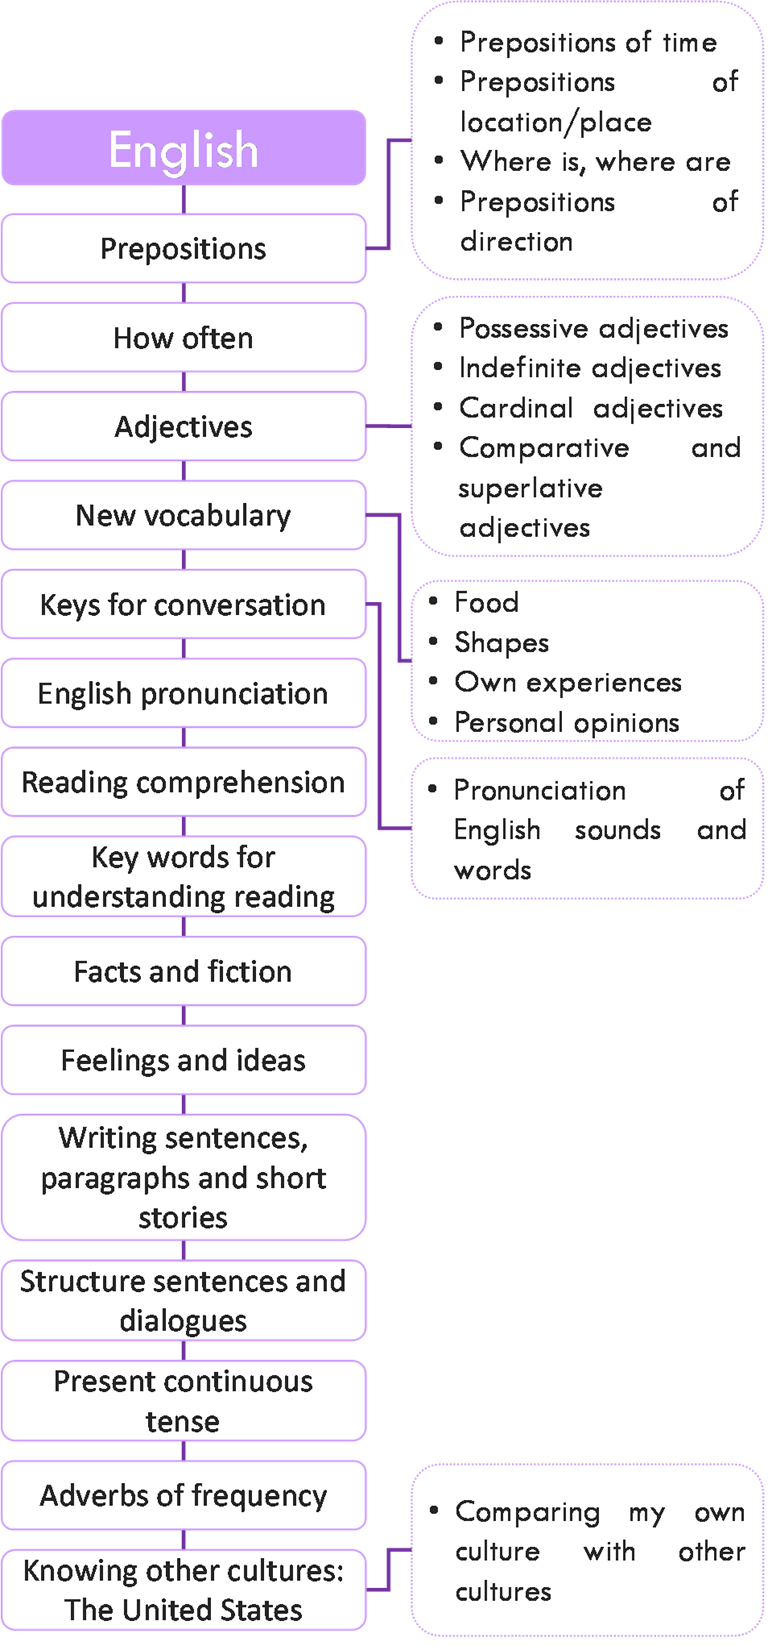 English
Prepositions
• Prepositions of time
• Prepositions of
location/place
• Where is, where are
• Prepositions of
direction
How often
Adjectives
• Possessive adjectives
• Indefinite adjectives
• Cardinal adjectives
• Comparative and
superlative
adjectives
New vocabulary
• Food
• Shapes
• Own experiences
• Personal opinions
Keys for conversation
• Pronunciation of
English sounds and
words
English pronunciation
Reading comprehension
Key words for
understanding reading
Facts and fiction
Feelings and ideas
Writing sentences,
paragraphs and short
stories
Structure sentences and
dialogues
Present continuous
tense
Adverbs of frequency
Knowing other cultures:
The United States
• Comparing my own
culture with other
cultures